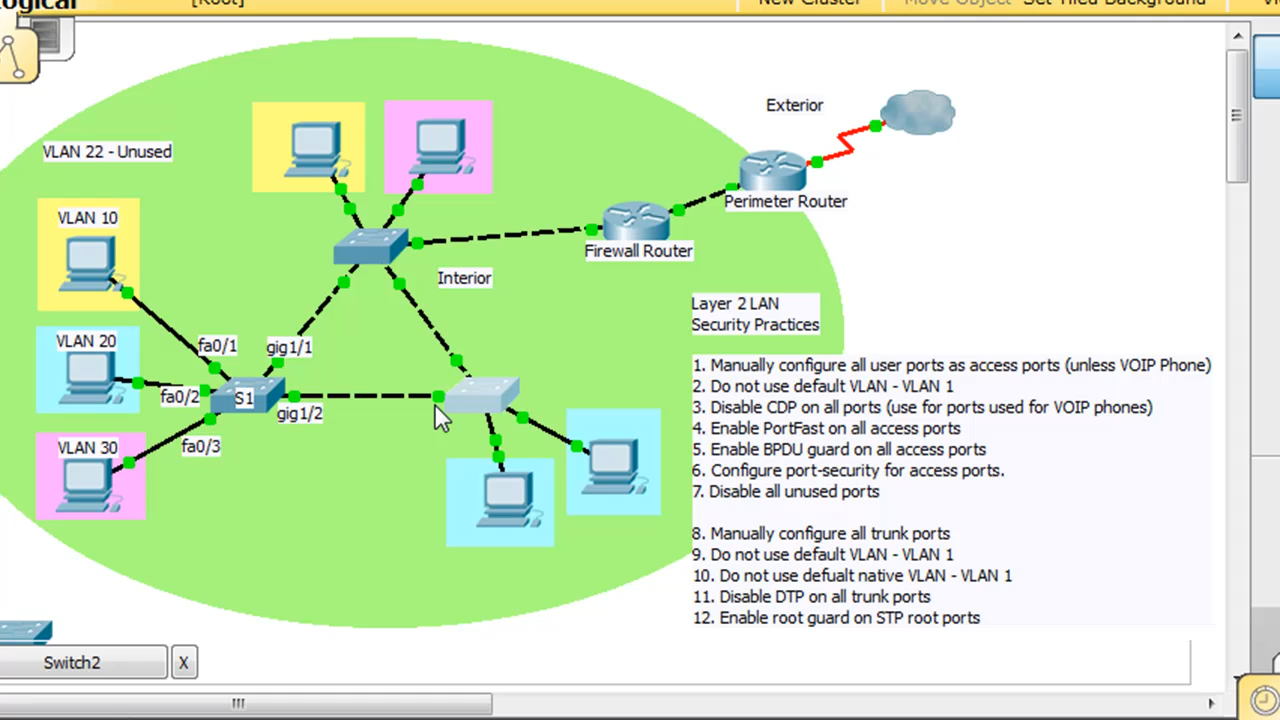 [Root]
New Cluster
Move Object
Set Tiled Background
Exterior
VLAN 22 - Unused
Perimeter Router
VLAN 10
Firewall Router
Interior
Layer 2 LAN
Security Practices
VLAN 20
fa0/1
gig1/1
fa0/2
S1
gig1/2
VLAN 30
fa0/3
1. Manually configure all user ports as access ports (unless VOIP Phone)
2. Do not use default VLAN - VLAN 1
3. Disable CDP on all ports (use for ports used for VOIP phones)
4. Enable PortFast on all access ports
5. Enable BPDU guard on all access ports
6. Configure port-security for access ports.
7. Disable all unused ports
8. Manually configure all trunk ports
9. Do not use default VLAN - VLAN 1
10. Do not use defualt native VLAN - VLAN 1
11. Disable DTP on all trunk ports
12. Enable root guard on STP root ports
Switch2
X